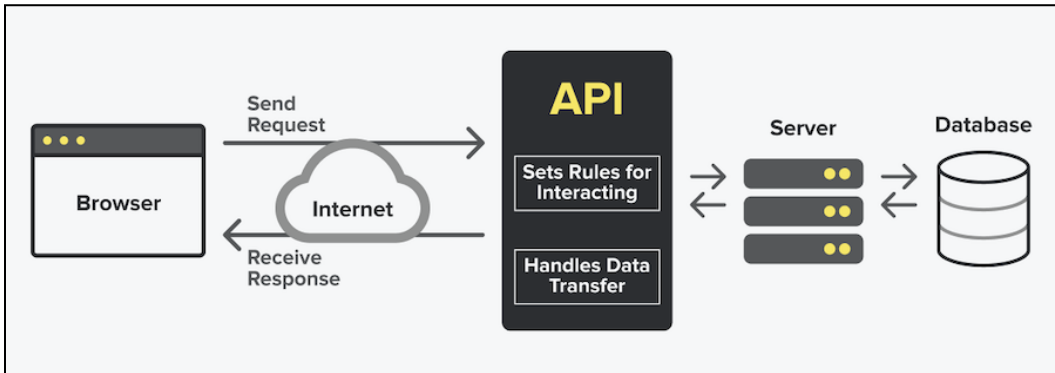 Send
Request
Browser
Internet
Receive
Response
API
Sets Rules for
Interacting
Handles Data
Transfer
Server
Database